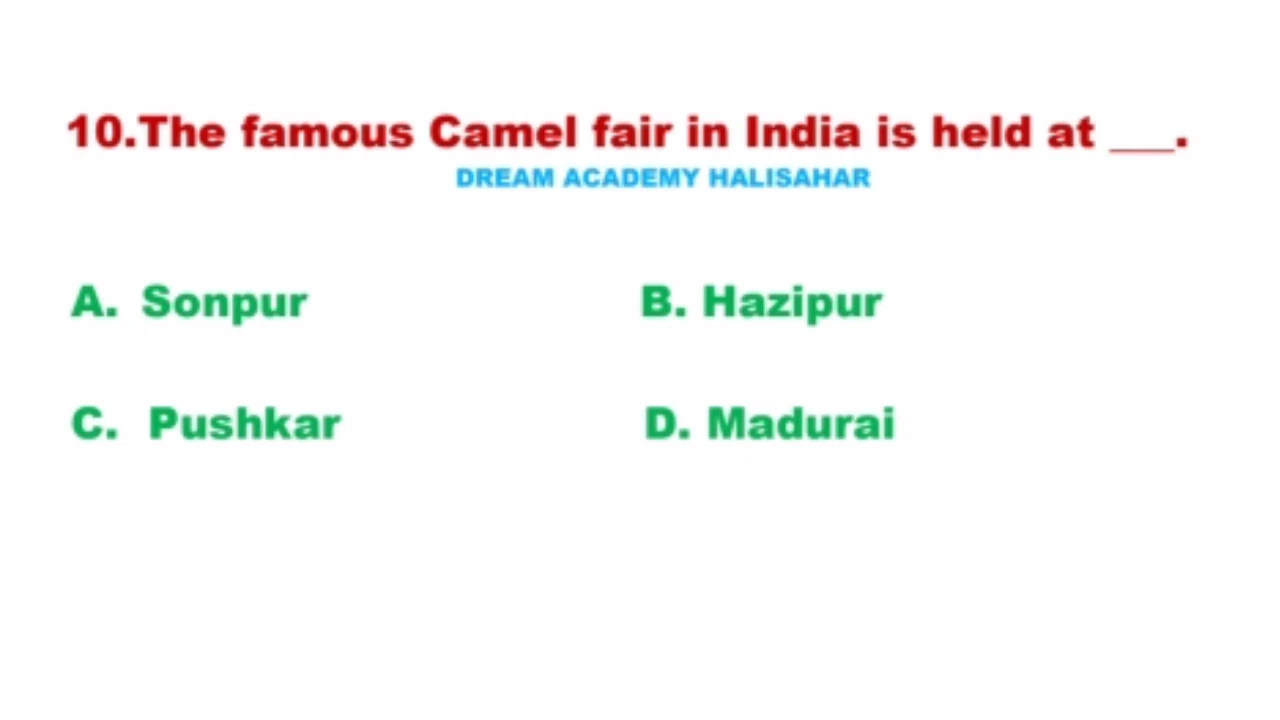 10.The famous Camel fair in India is held at ___.
DREAM ACADEMY HALISAHAR
A. Sonpur B. Hazipur
C. Pushkar D. Madurai